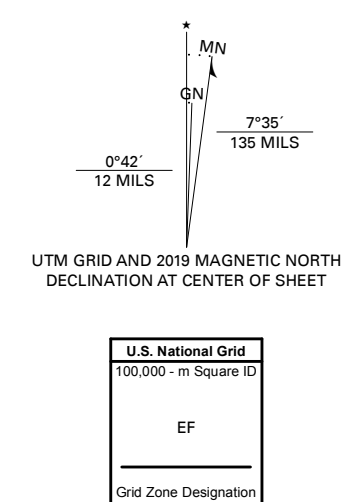 ★
MN
GN
7°35´
135 MILS
0°42´
12 MILS
UTM GRID AND 2019 MAGNETIC NORTH
DECLINATION AT CENTER OF SHEET
U.S. National Grid
100,000 - m Square ID
EF
Grid Zone Designation